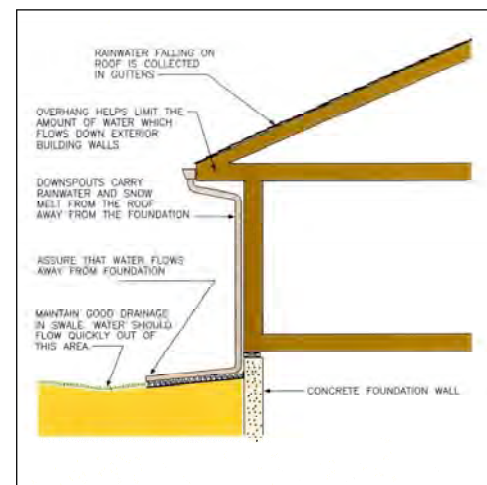 RAINWATER FALLING ON
ROOF IS COLLECTED
IN GUTTERS
OVERHANG HELPS LIMIT THE
AMOUNT OF WATER WHICH
FLOWS DOWN EXTERIOR
BUILDING WALLS
DOWNSPOUTS CARRY
RAINWATER AND SNOW
MELT FROM THE ROOF
AWAY FROM THE FOUNDATION
ASSURE THAT WATER FLOWS
AWAY FROM FOUNDATION
MAINTAIN GOOD DRAINAGE
IN SWALE. WATER SHOULD
FLOW QUICKLY OUT OF
THIS AREA.
CONCRETE FOUNDATION WALL